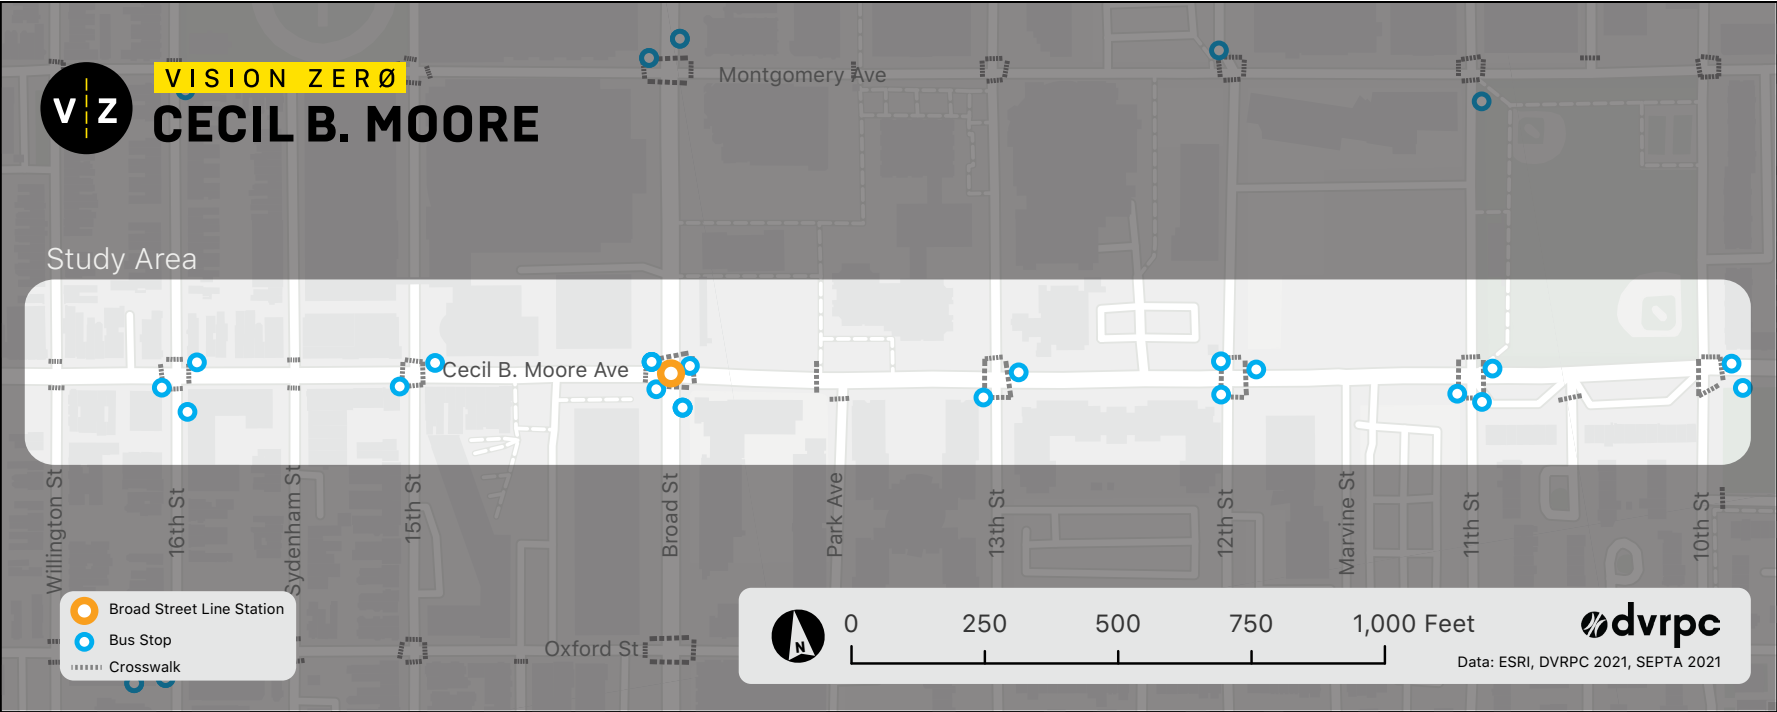 V Z
VISION ZERØ
CECIL B. MOORE
Montgomery Ave
Study Area
Cecil B. Moore Ave
Willington St
16th St
Sydenham St
15th St
Broad St
Park Ave
13th St
12th St
Marvine St
11th St
10th St
Oxford St
Broad Street Line Station
Bus Stop
Crosswalk
N
0 250 500 750 1,000 Feet
dvrpc
Data: ESRI, DVRPC 2021, SEPTA 2021